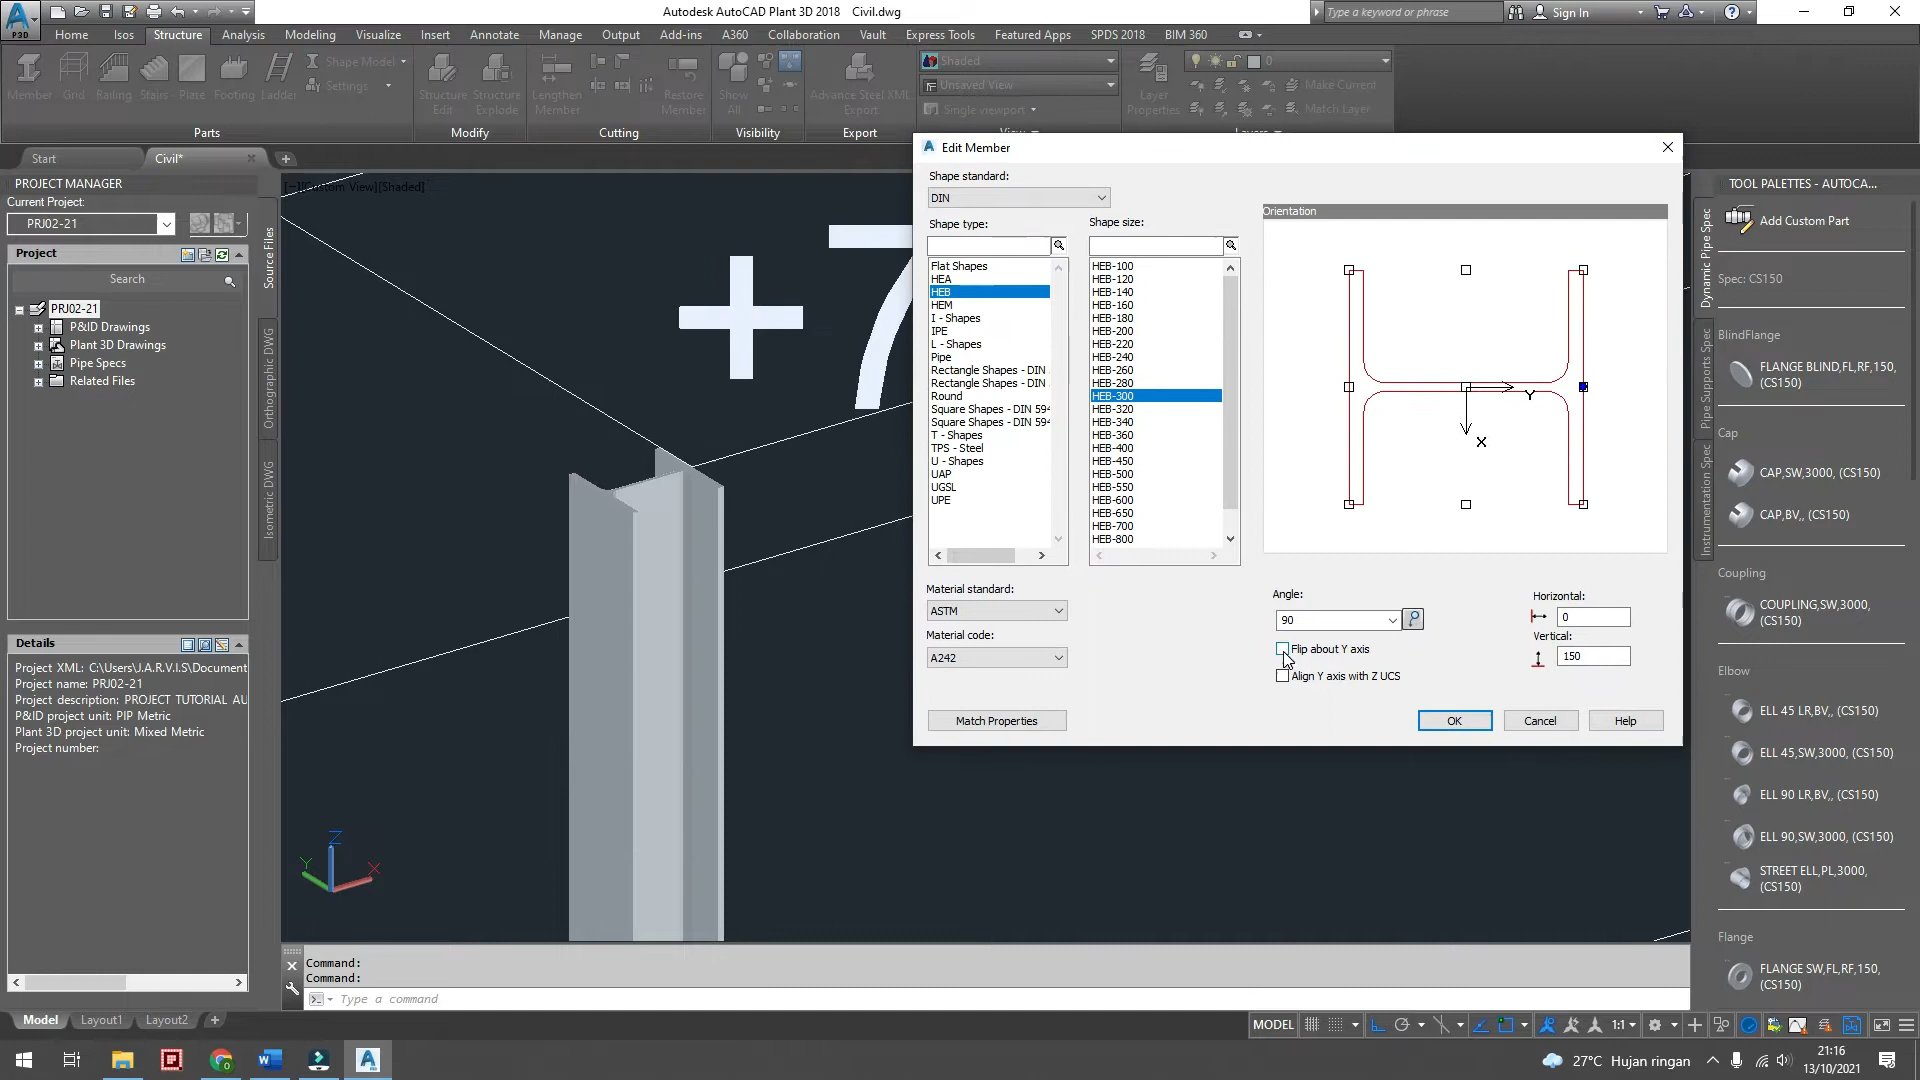 Autodesk AutoCAD Plant 3D 2018 Civil.dwg
Type a keyword or phrase
Sign In
P3D
Home Isos Structure Analysis Modeling Visualize Insert Annotate Manage Output Add-ins A360 Collaboration Vault Express Tools Featured Apps SPDS 2018 BIM 360
Member Grid Railing Stairs Plate Footing Ladder
Shape Model
Settings
Structure Edit
Structure Explode
Lengthen Member
Restore Member
Show All
Advance Steel XML Export
Shaded
Unsaved View
Single viewport
Layer Properties
0
Make Current
Match Layer
Parts Modify Cutting Visibility Export View Layers
Start Civil*
PROJECT MANAGER
Current Project:
PRJ02-21
Project
Search
PRJ02-21
P&ID Drawings
Plant 3D Drawings
Pipe Specs
Related Files
Source Files
Orthographic DWG
Isometric DWG
Details
Project XML: C:\Users\J.A.R.V.I.S\Document
Project name: PRJ02-21
Project description: PROJECT TUTORIAL AU
P&ID project unit: PIP Metric
Plant 3D project unit: Mixed Metric
Project number:
[−][Custom View][Shaded]
+
Z
Y
X
Edit Member
Shape standard:
DIN
Shape type:
Flat Shapes
HEA
HEB
HEM
I - Shapes
IPE
L - Shapes
Pipe
Rectangle Shapes - DIN
Rectangle Shapes - DIN
Round
Square Shapes - DIN 594
Square Shapes - DIN 594
T - Shapes
TPS - Steel
U - Shapes
UAP
UGSL
UPE
Shape size:
HEB-100
HEB-120
HEB-140
HEB-160
HEB-180
HEB-200
HEB-220
HEB-240
HEB-260
HEB-280
HEB-300
HEB-320
HEB-340
HEB-360
HEB-400
HEB-450
HEB-500
HEB-550
HEB-600
HEB-650
HEB-700
HEB-800
Orientation
Y
X
Material standard:
ASTM
Material code:
A242
Match Properties
Angle:
90
Flip about Y axis
Align Y axis with Z UCS
Horizontal:
0
Vertical:
150
OK Cancel Help
TOOL PALETTES - AUTOCA...
Dynamic Pipe Spec
Pipe Supports Spec
Instrumentation Spec
Add Custom Part
Spec: CS150
BlindFlange
FLANGE BLIND,FL,RF,150,
(CS150)
Cap
CAP,SW,3000, (CS150)
CAP,BV,, (CS150)
Coupling
COUPLING,SW,3000,
(CS150)
Elbow
ELL 45 LR,BV,, (CS150)
ELL 45,SW,3000, (CS150)
ELL 90 LR,BV,, (CS150)
ELL 90,SW,3000, (CS150)
STREET ELL,PL,3000,
(CS150)
Flange
FLANGE SW,FL,RF,150,
(CS150)
Command:
Command:
Type a command
Model Layout1 Layout2
MODEL
1:1
27°C Hujan ringan
21:16
13/10/2021